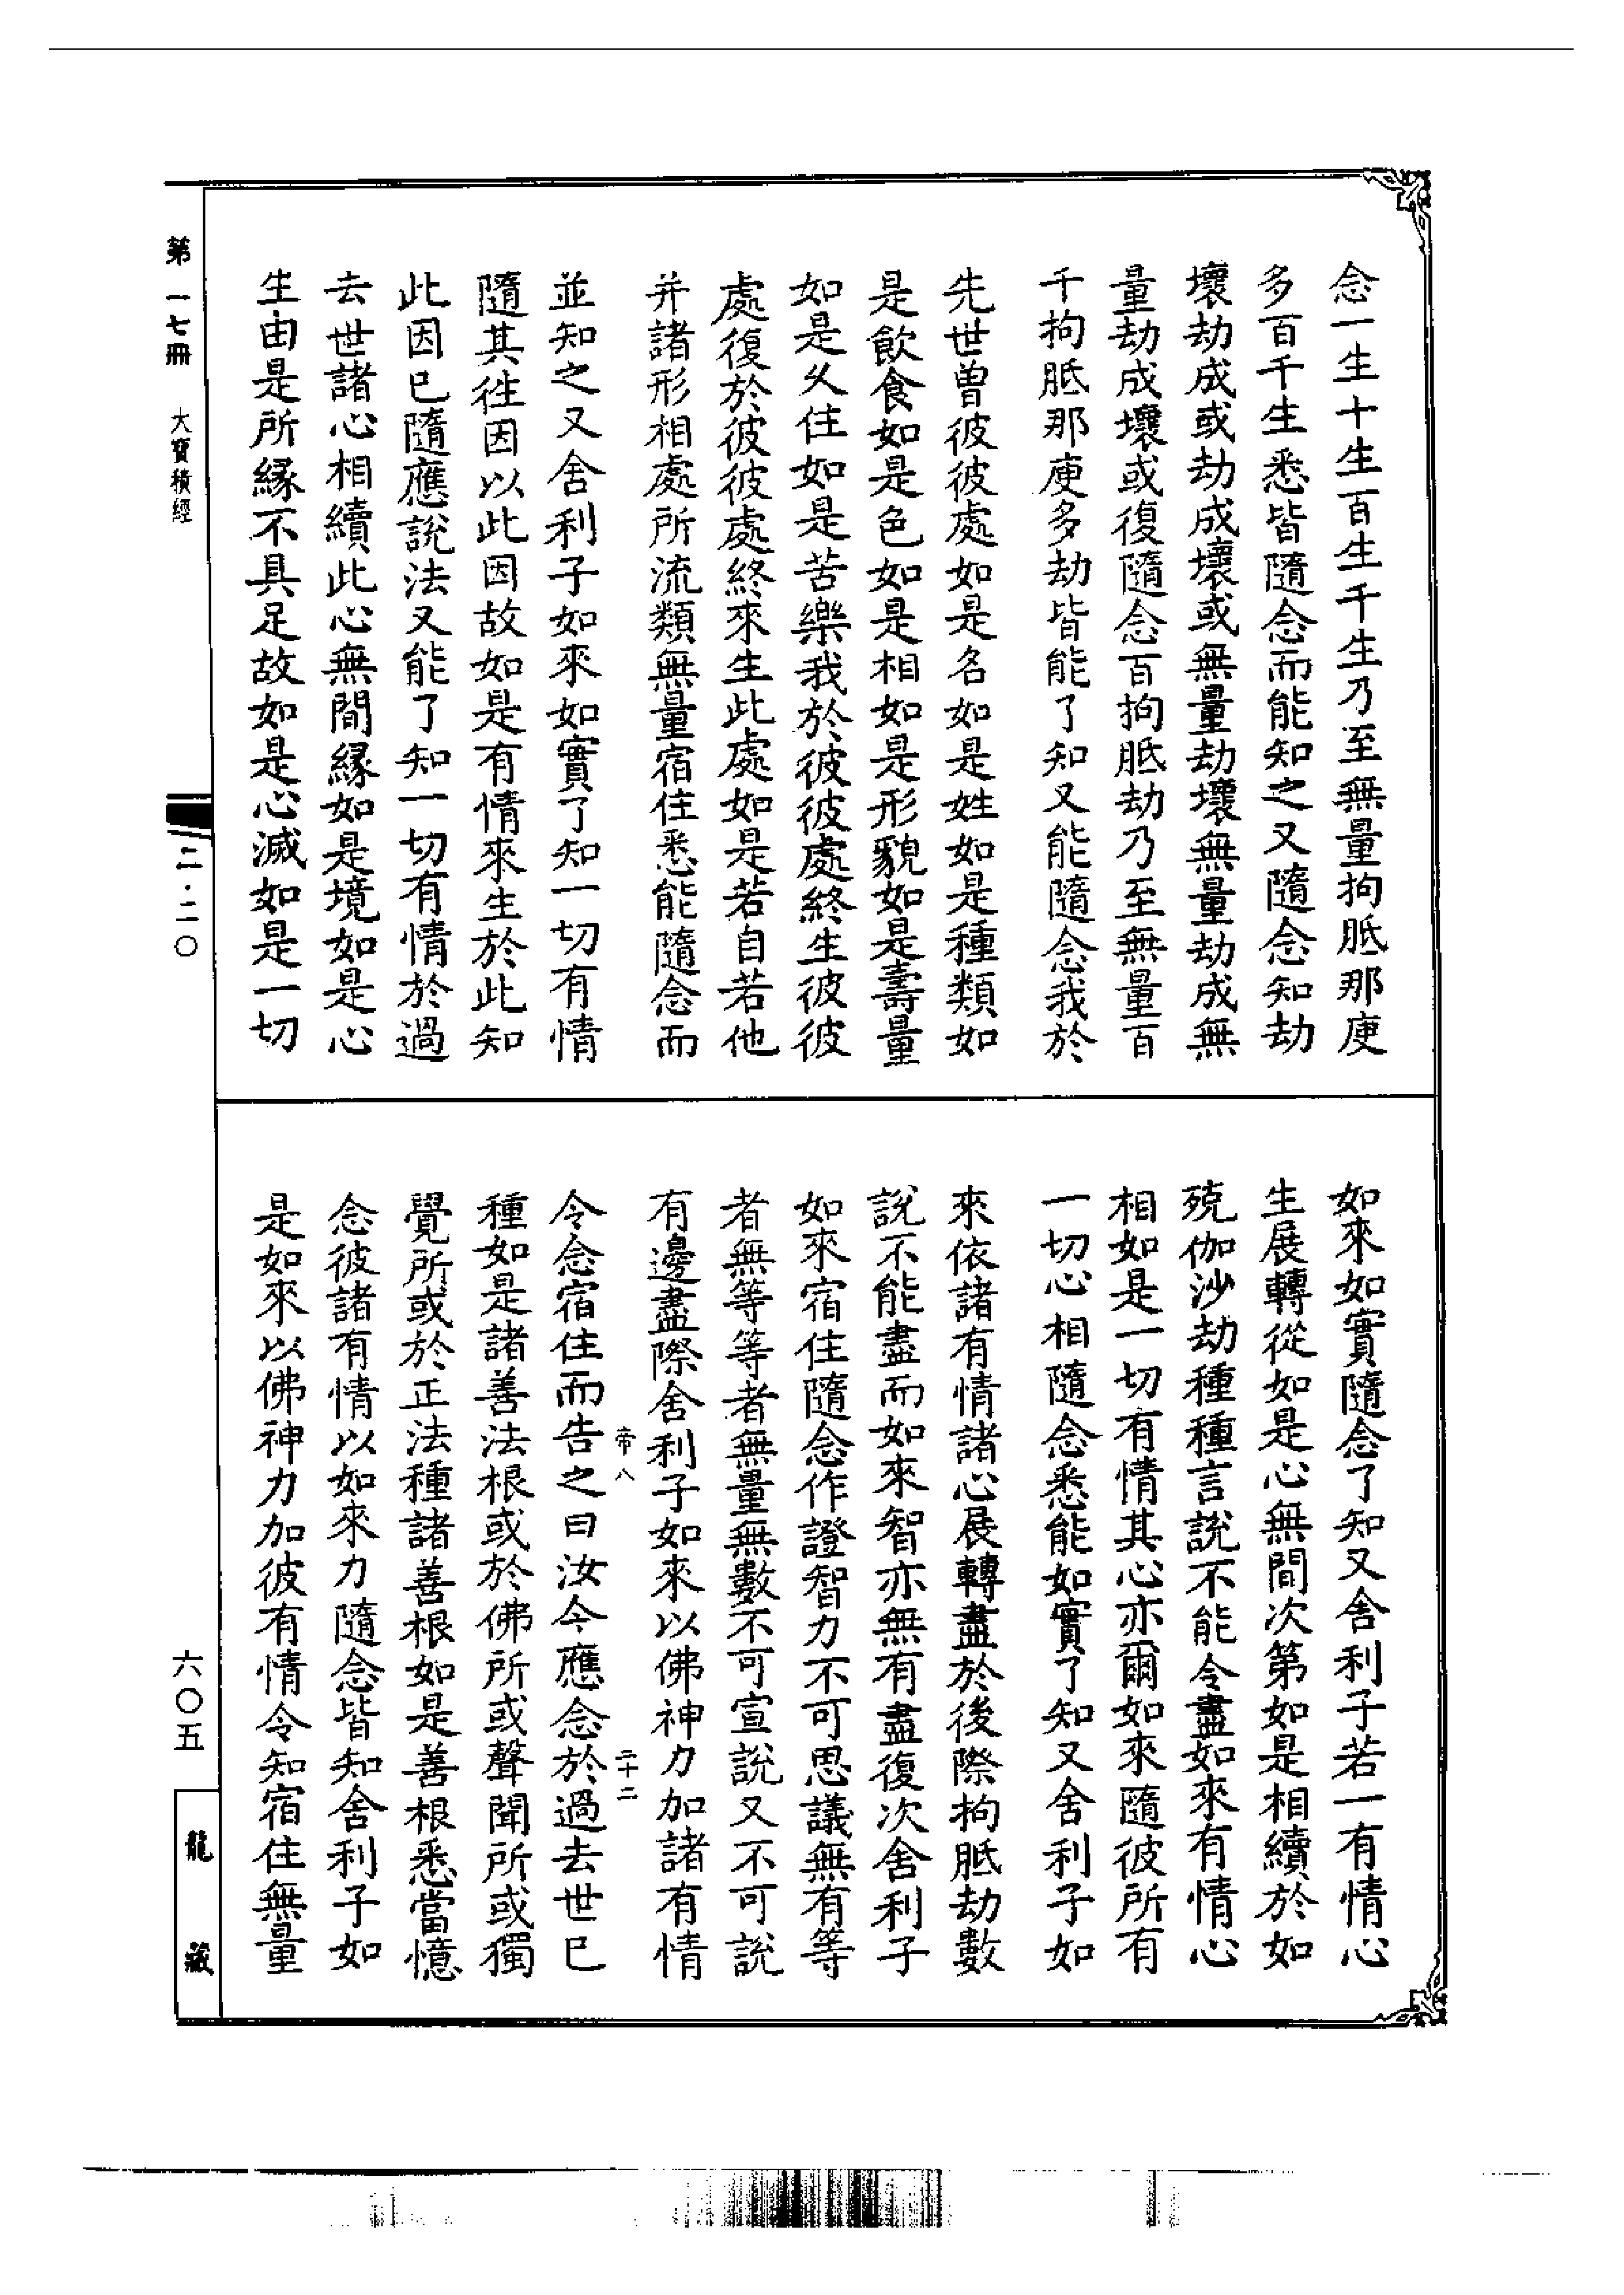 念一生十生百生千生乃至無量拘胝那庾
多百千生悉皆隨念而能知之又隨念知劫
壞劫成或劫成壞或無量劫壞無量劫成無
量劫成壞或復隨念百拘胝劫乃至無量百
千拘胝那庾多劫皆能了知又能隨念我於
先世曾彼彼處如是名如是姓如是種類如
是飲食如是色如是相如是形貌如是壽量
如是久住如是苦樂我於彼彼處終生彼彼
處復於彼彼處終來生此處如是若自若他
并諸形相處所流類無量宿住悉能隨念而
並知之又舍利子如來如實了知一切有情
隨其往因以此因故如是有情來生於此知
此因已隨應說法又能了知一切有情於過
去世諸心相續此心無間緣如是境如是心
生由是所緣不具足故如是心滅如是一切
如來如實隨念了知又舍利子若一有情心
生展轉從如是心無間次第如是相續於如
殑伽沙劫種種言說不能令盡如來有情心
相如是一切有情其心亦爾如來隨彼所有
一切心相隨念悉能如實了知又舍利子如
來依諸有情諸心展轉盡於後際拘胝劫數
說不能盡而如來智亦無有盡復次舍利子
如來宿住隨念作證智力不可思議無有等
者無等等者無量無數不可宣說又不可說
有邊盡際舍利子如來以佛神力加諸有情
帝八 二十二
令念宿住而告之曰汝今應念於過去世已
種如是諸善法根或於佛所或聲聞所或獨
覺所或於正法種諸善根如是善根悉當憶
念彼諸有情以如來力隨念皆知舍利子如
是如來以佛神力加彼有情令知宿住無量
第一七冊 大寶積經
二·二〇
六〇五
龍藏